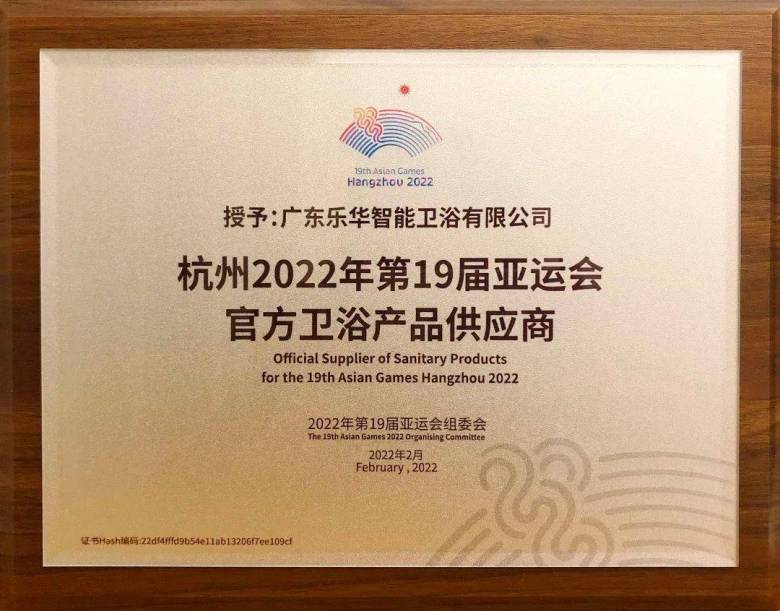 19th Asian Games
Hangzhou 2022
授予:广东乐华智能卫浴有限公司
杭州2022年第19届亚运会
官方卫浴产品供应商
Official Supplier of Sanitary Products
for the 19th Asian Games Hangzhou 2022
2022年第19届亚运会组委会
The 19th Asian Games 2022 Organising Committee
2022年2月
February , 2022
证书Hash编码:22df4fffd9b54e11ab13206f7ee109cf